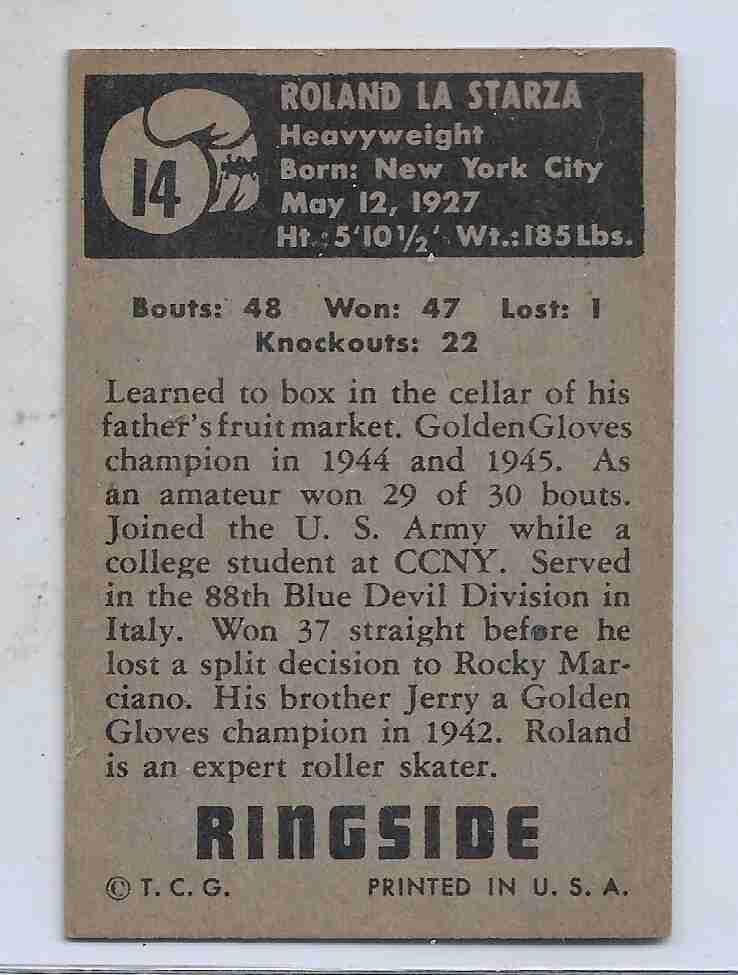 14
ROLAND LA STARZA
Heavyweight
Born: New York City
May 12, 1927
Ht.: 5'10½' Wt.: 185 Lbs.
Bouts: 48 Won: 47 Lost: 1
Knockouts: 22
Learned to box in the cellar of his
father's fruit market. Golden Gloves
champion in 1944 and 1945. As
an amateur won 29 of 30 bouts.
Joined the U. S. Army while a
college student at CCNY. Served
in the 88th Blue Devil Division in
Italy. Won 37 straight before he
lost a split decision to Rocky Mar-
ciano. His brother Jerry a Golden
Gloves champion in 1942. Roland
is an expert roller skater.
RINGSIDE
© T. C. G. PRINTED IN U. S. A.